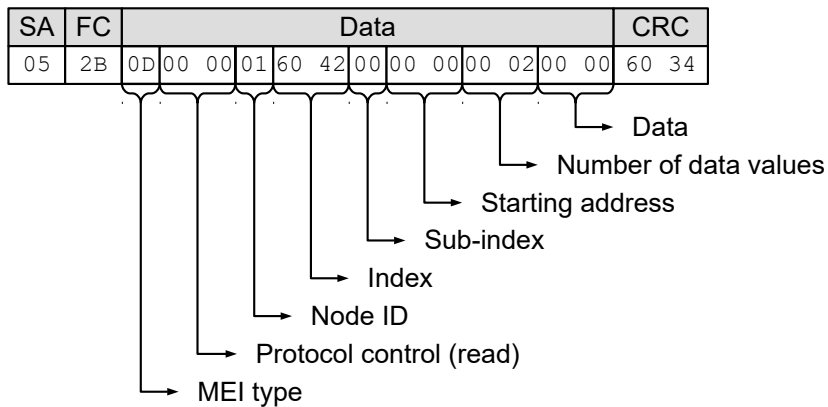 SA FC Data CRC
05 2B 0D 00 00 01 60 42 00 00 00 00 02 00 00 60 34
Data
Number of data values
Starting address
Sub-index
Index
Node ID
Protocol control (read)
MEI type